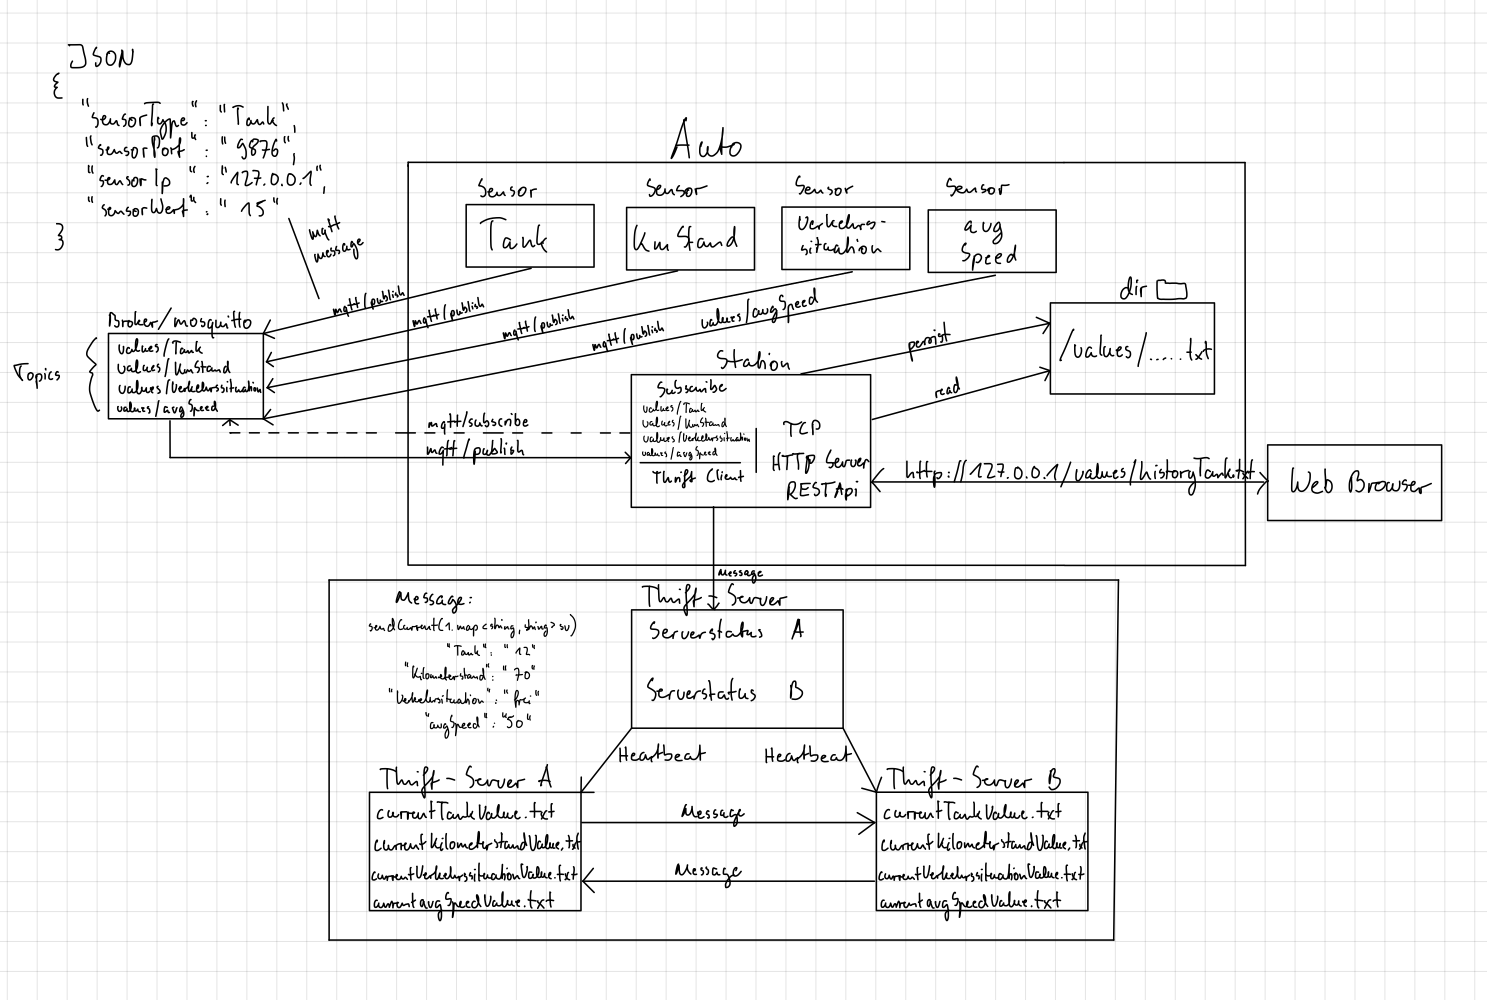 JSON
{
"sensorType" : "Tank",
"sensorPort" : "9876",
"sensorIp " : "127.0.0.1",
"sensorWert" : "15"
}
mqtt
message
Auto
Sensor
Tank
Sensor
KmStand
Sensor
Verkehrs-
situation
Sensor
avg
Speed
mqtt/publish
mqtt/publish
mqtt/publish
mqtt/publish
values/avgSpeed
dir
/values/.....txt
persist
read
Broker/mosquitto
Topics
values/Tank
values/KmStand
values/Verkehrssituation
values/avgSpeed
mqtt/subscribe
mqtt/publish
Station
Subscribe
values/Tank
values/KmStand
values/Verkehrssituation
values/avgSpeed
Thrift Client
TCP
HTTP Server
RESTApi
http://127.0.0.1/values/historyTank.txt
Web Browser
Message
Message:
sendCurrent(1.map<string, string> sv)
"Tank": "12"
"Kilometerstand": "70"
"Verkehrssituation": "frei"
"avgSpeed": "50"
Thrift - Server
Serverstatus A
Serverstatus B
Heartbeat
Heartbeat
Thrift - Server A
currentTankValue.txt
currentKilometerstandValue.txt
currentVerkehrssituationValue.txt
currentavgSpeedValue.txt
Message
Message
Thrift - Server B
currentTankValue.txt
currentKilometerstandValue.txt
currentVerkehrssituationValue.txt
currentavgSpeedValue.txt